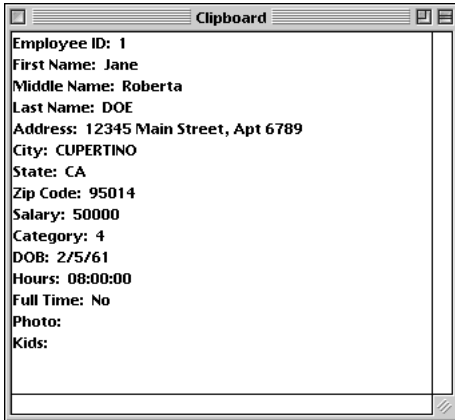 Clipboard
Employee ID: 1
First Name: Jane
Middle Name: Roberta
Last Name: DOE
Address: 12345 Main Street, Apt 6789
City: CUPERTINO
State: CA
Zip Code: 95014
Salary: 50000
Category: 4
DOB: 2/5/61
Hours: 08:00:00
Full Time: No
Photo:
Kids: